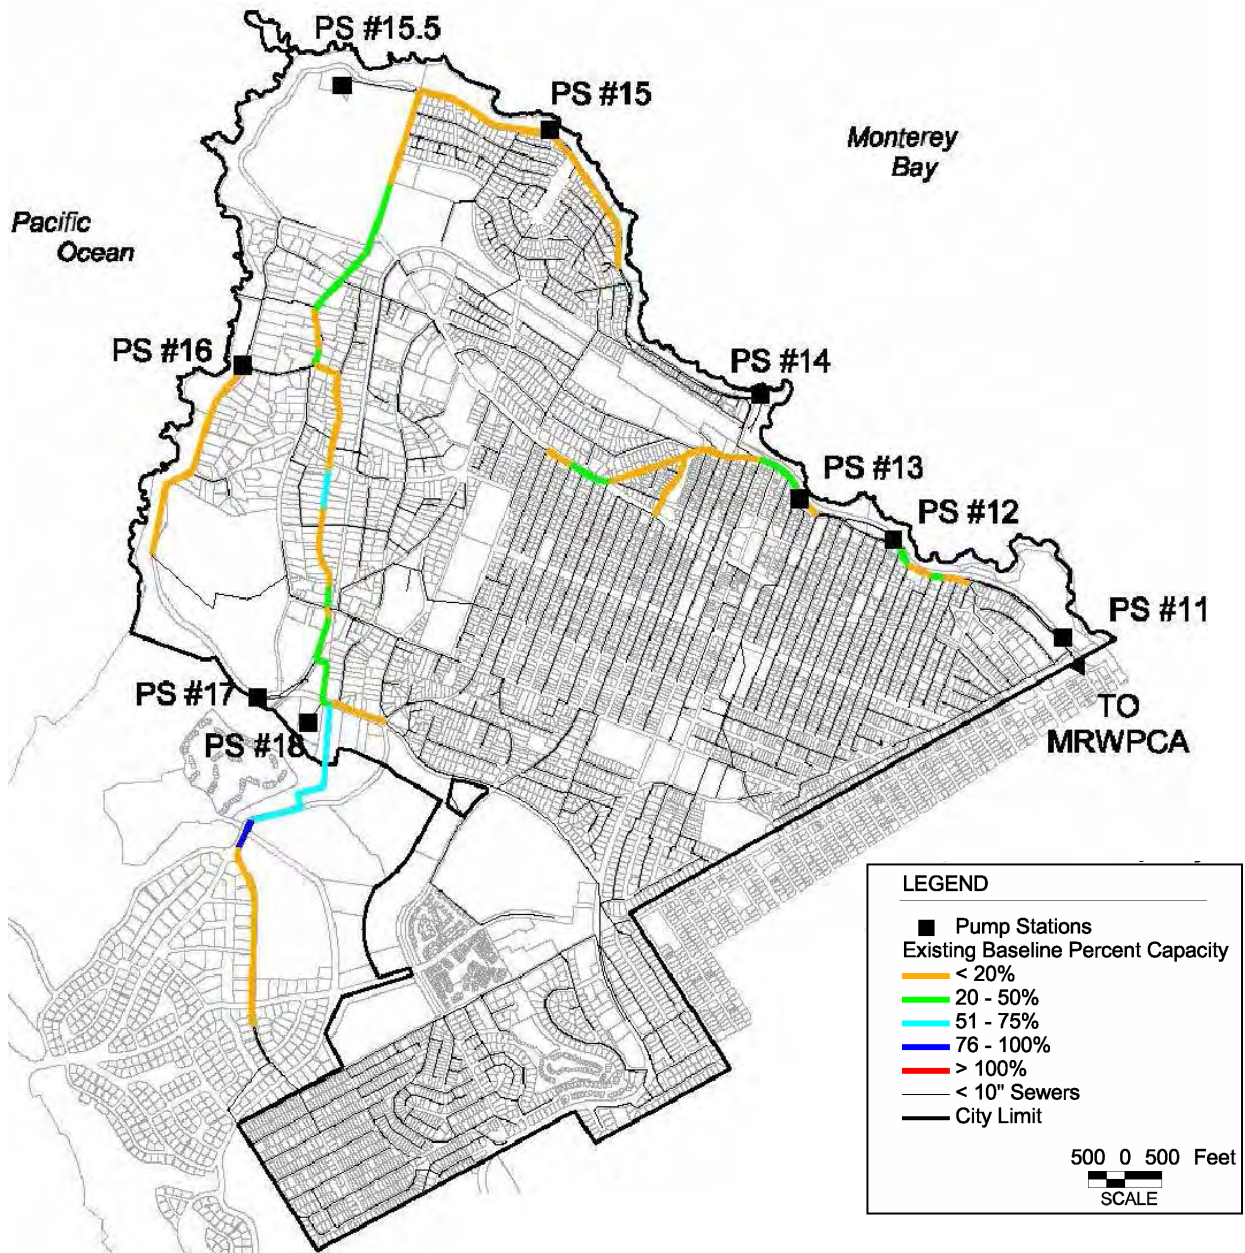 PS #15.5
PS #15
Monterey
Bay
Pacific
Ocean
PS #16
PS #14
PS #13
PS #12
PS #11
PS #17
PS #18
TO
MRWPCA
LEGEND
Pump Stations
Existing Baseline Percent Capacity
< 20%
20 - 50%
51 - 75%
76 - 100%
> 100%
< 10" Sewers
City Limit
500 0 500 Feet
SCALE